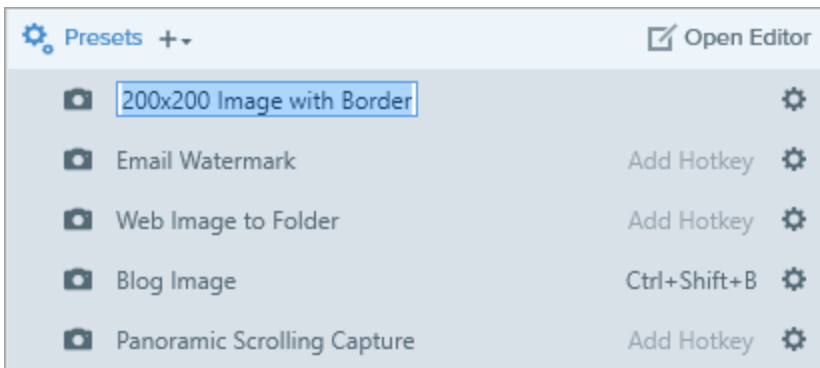 Presets + Open Editor
200x200 Image with Border
Email Watermark Add Hotkey
Web Image to Folder Add Hotkey
Blog Image Ctrl+Shift+B
Panoramic Scrolling Capture Add Hotkey